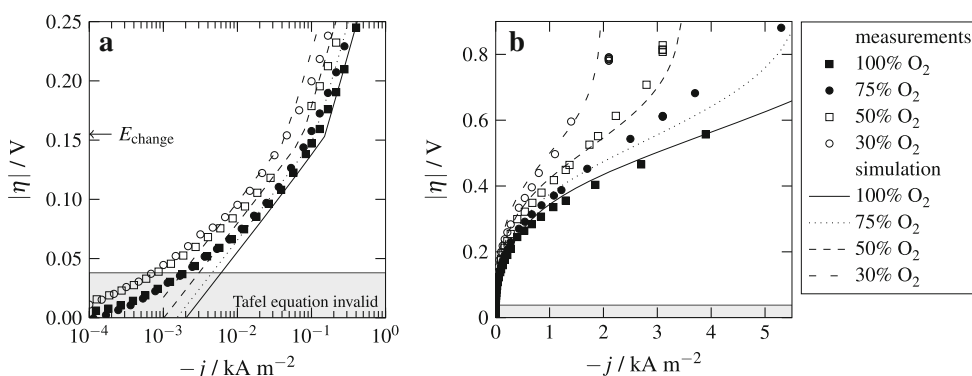 a
0.25
0.20
0.15
0.10
0.05
0.00
|η| / V
← E_change
Tafel equation invalid
10⁻⁴ 10⁻³ 10⁻² 10⁻¹ 10⁰
− j / kA m⁻²
b
0.8
0.6
0.4
0.2
0
|η| / V
0 1 2 3 4 5
− j / kA m⁻²
measurements
100% O₂
75% O₂
50% O₂
30% O₂
simulation
100% O₂
75% O₂
50% O₂
30% O₂